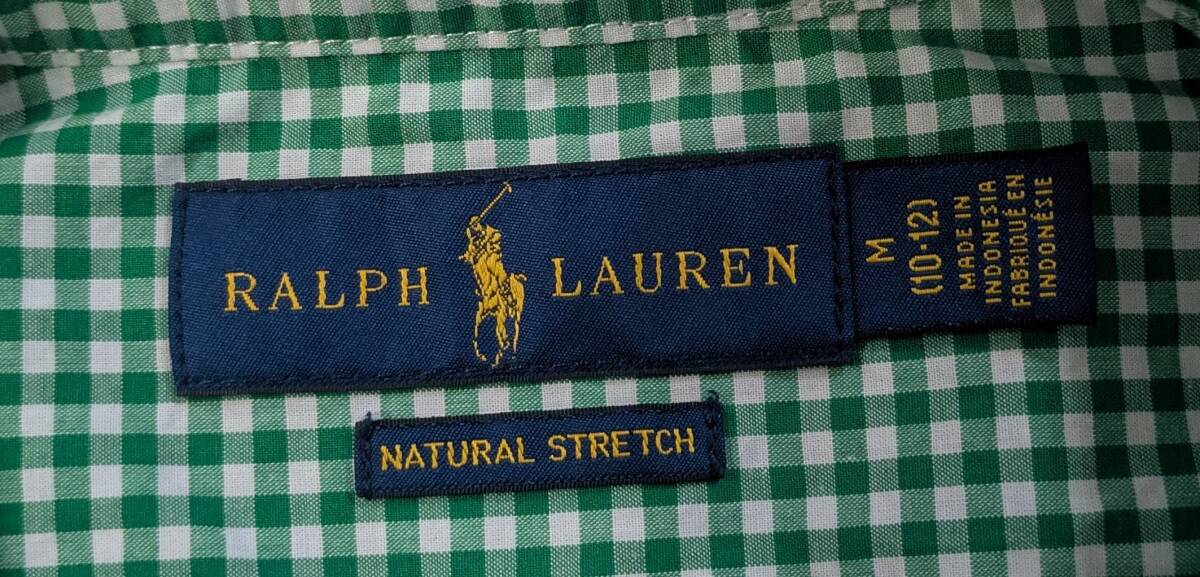 RALPH LAUREN
M
(10-12)
MADE IN
INDONESIA
FABRIQUÉ EN
INDONÉSIE
NATURAL STRETCH